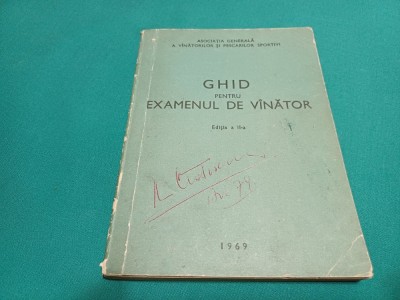 ASOCIAȚIA GENERALĂ
A VÎNĂTORILOR ȘI PESCARILOR SPORTIVI
GHID
PENTRU
EXAMENUL DE VÎNĂTOR
Ediția a II-a
1969